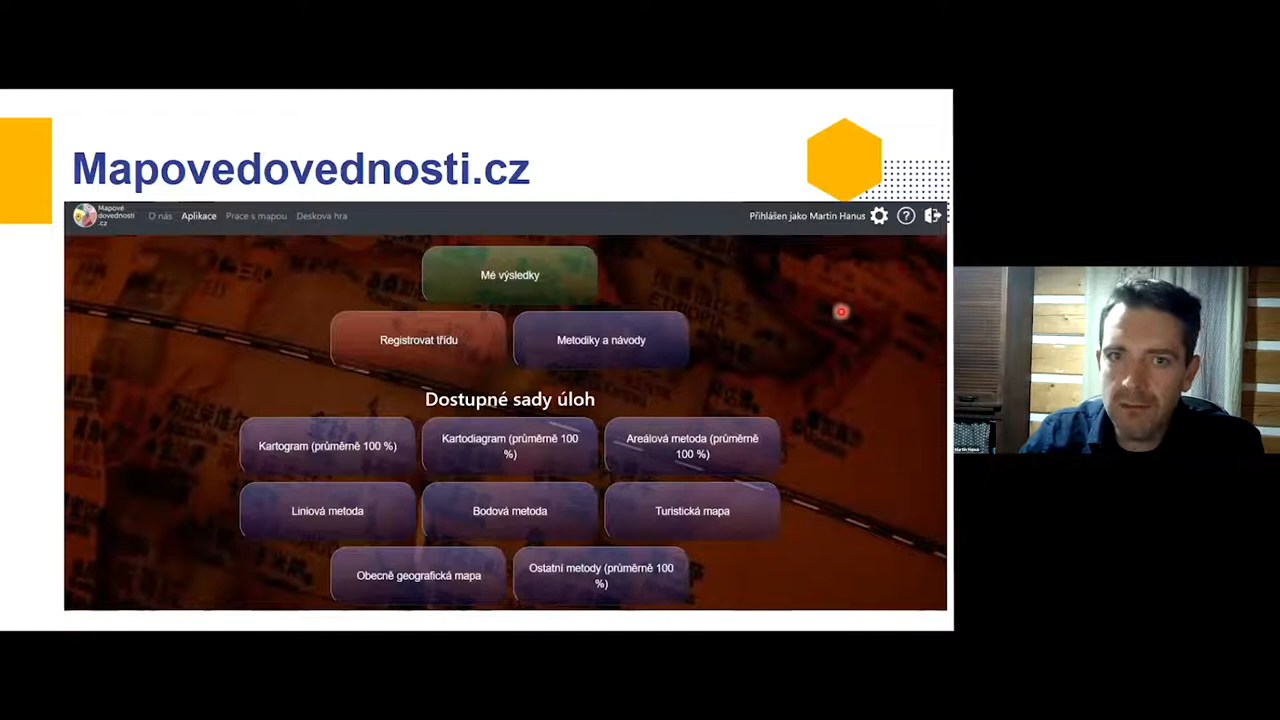 Mapovedovednosti.cz
Mapové
dovednosti
.cz
O nás Aplikace Práce s mapou Desková hra
Přihlášen jako Martin Hanus
Mé výsledky
Registrovat třídu
Metodiky a návody
Dostupné sady úloh
Kartogram (průměrně 100 %)
Kartodiagram (průměrně 100
%)
Areálová metoda (průměrně
100 %)
Liniová metoda
Bodová metoda
Turistická mapa
Obecně geografická mapa
Ostatní metody (průměrně 100
%)
Martin Hanus